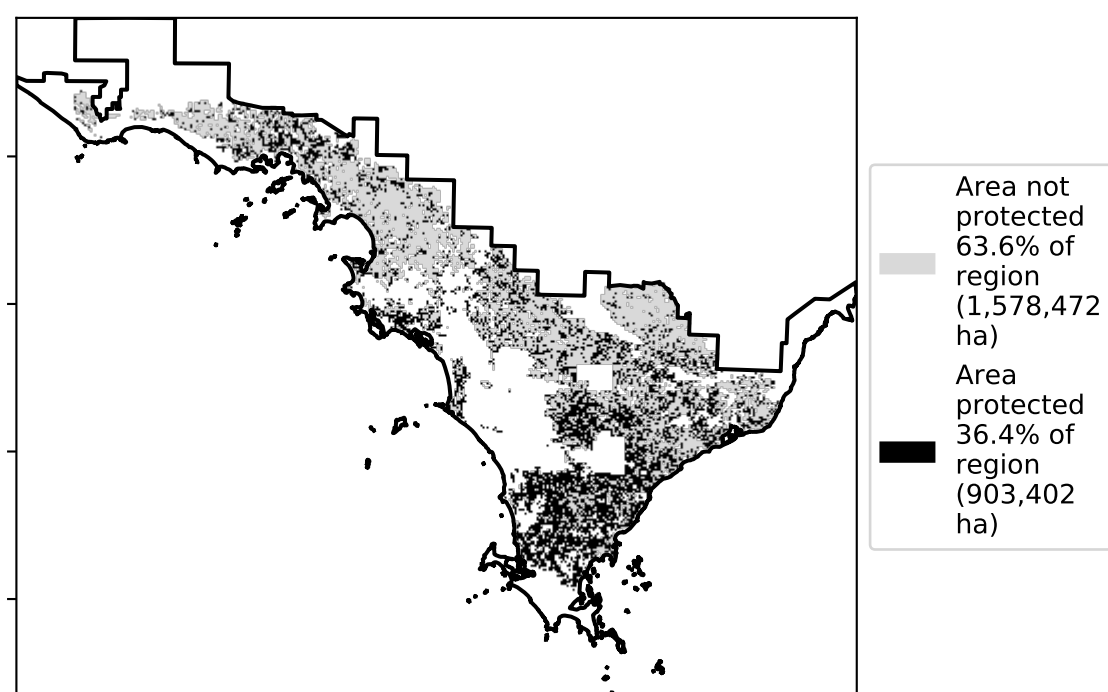 Area not
protected
63.6% of
region
(1,578,472
ha)
Area
protected
36.4% of
region
(903,402
ha)